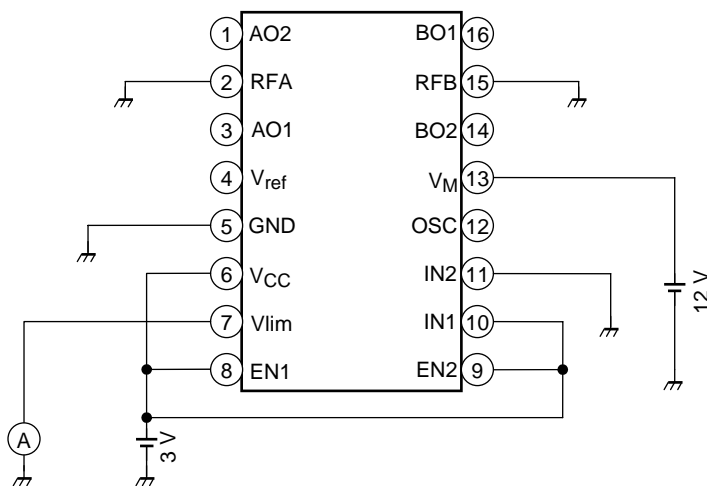 1 AO2 BO1 16
2 RFA RFB 15
3 AO1 BO2 14
4 Vref VM 13
5 GND OSC 12
6 VCC IN2 11
7 Vlim IN1 10
8 EN1 EN2 9
12 V
A
3 V